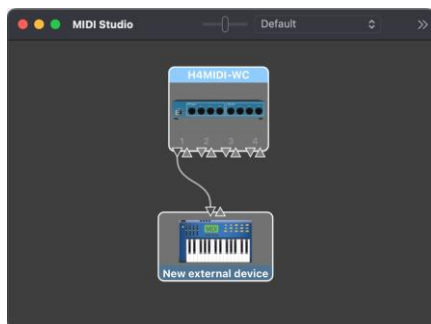 MIDI Studio
Default
H4MIDI-WC
1 2 3 4
New external device